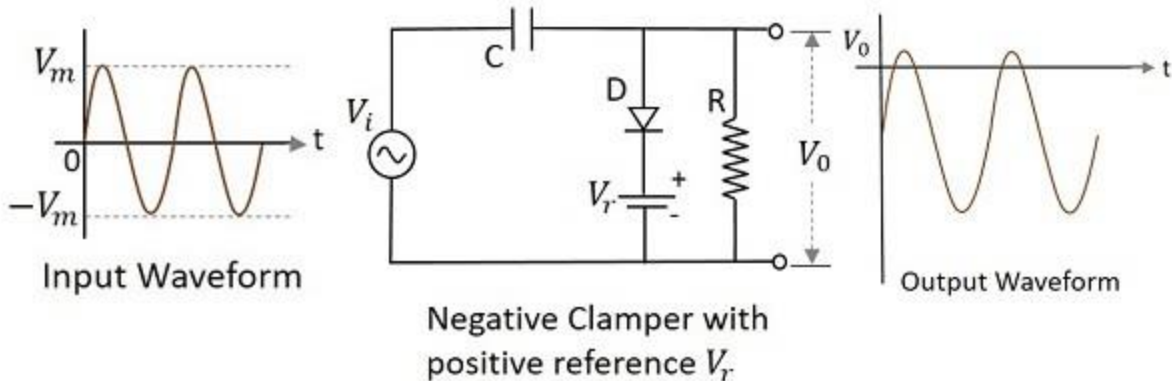 V_m
0
t
−V_m
Input Waveform
V_i
C
D
R
V_r
+
-
V_0
Negative Clamper with
positive reference V_r
V_0
t
Output Waveform